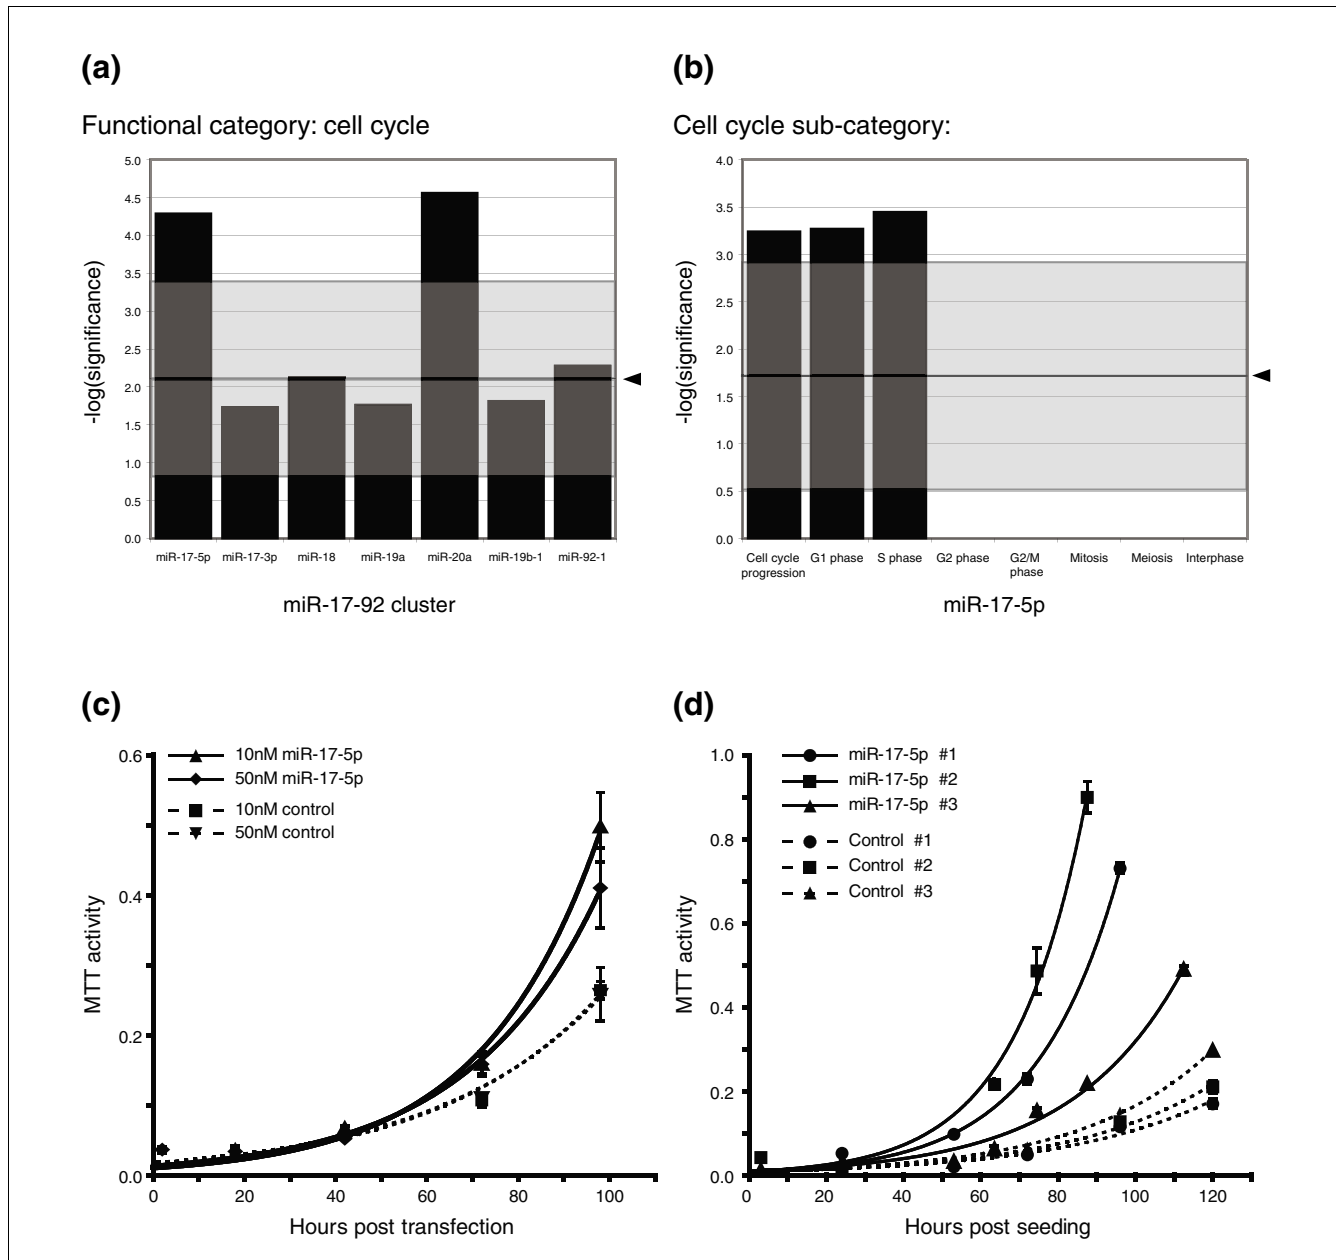 (a)
Functional category: cell cycle
-log(significance)
5.0
4.5
4.0
3.5
3.0
2.5
2.0
1.5
1.0
0.5
0.0
miR-17-5p miR-17-3p miR-18 miR-19a miR-20a miR-19b-1 miR-92-1
miR-17-92 cluster
(b)
Cell cycle sub-category:
-log(significance)
4.0
3.5
3.0
2.5
2.0
1.5
1.0
0.5
0.0
Cell cycle G1 phase S phase G2 phase G2/M Mitosis Meiosis Interphase
progression phase
miR-17-5p
(c)
10nM miR-17-5p
50nM miR-17-5p
10nM control
50nM control
MTT activity
0.6
0.4
0.2
0.0
0 20 40 60 80 100
Hours post transfection
(d)
miR-17-5p #1
miR-17-5p #2
miR-17-5p #3
Control #1
Control #2
Control #3
MTT activity
1.0
0.8
0.6
0.4
0.2
0.0
0 20 40 60 80 100 120
Hours post seeding